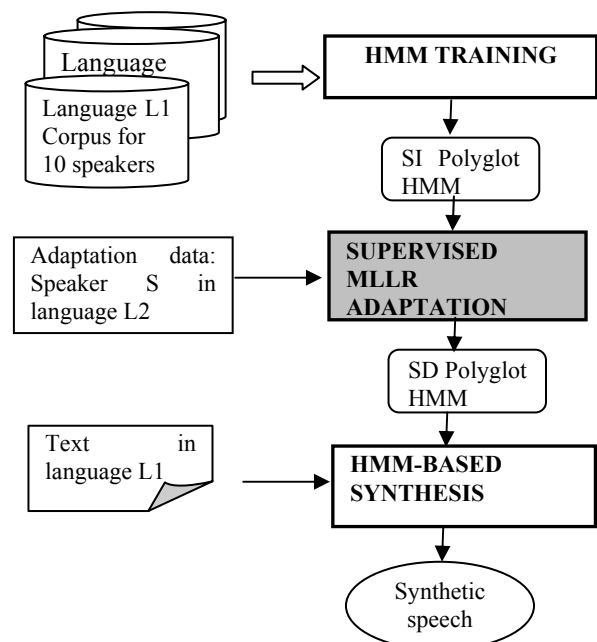 Language
Language L1
Corpus for
10 speakers
HMM TRAINING
SI Polyglot
HMM
Adaptation data:
Speaker S in
language L2
SUPERVISED
MLLR
ADAPTATION
SD Polyglot
HMM
Text in
language L1
HMM-BASED
SYNTHESIS
Synthetic
speech